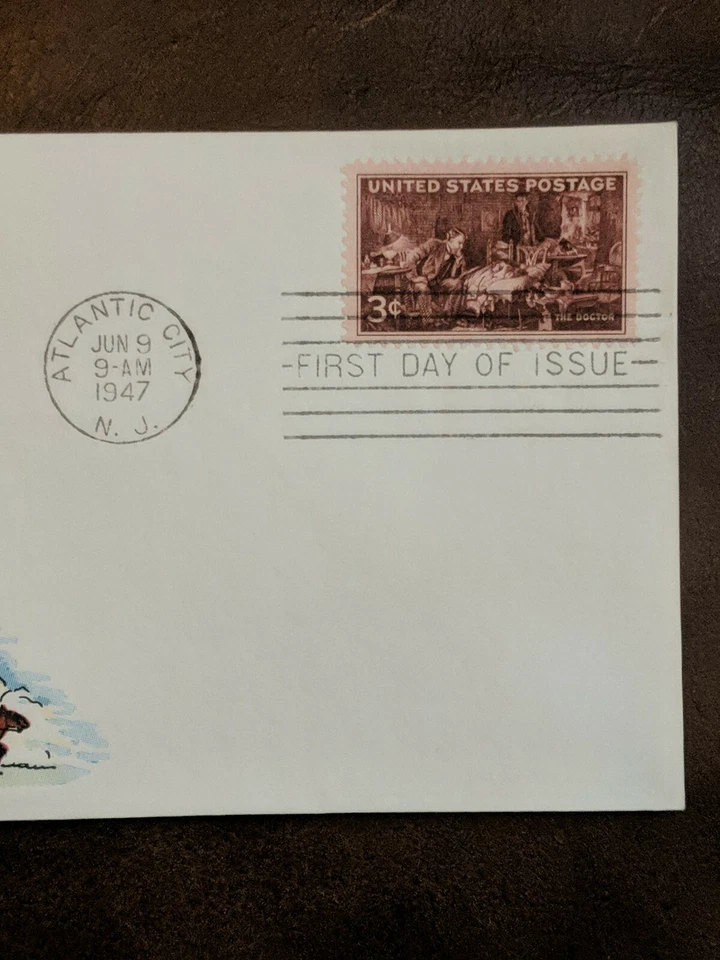 UNITED STATES POSTAGE
3¢
THE DOCTOR
ATLANTIC CITY
JUN 9
9-AM
1947
N. J.
-FIRST DAY OF ISSUE-